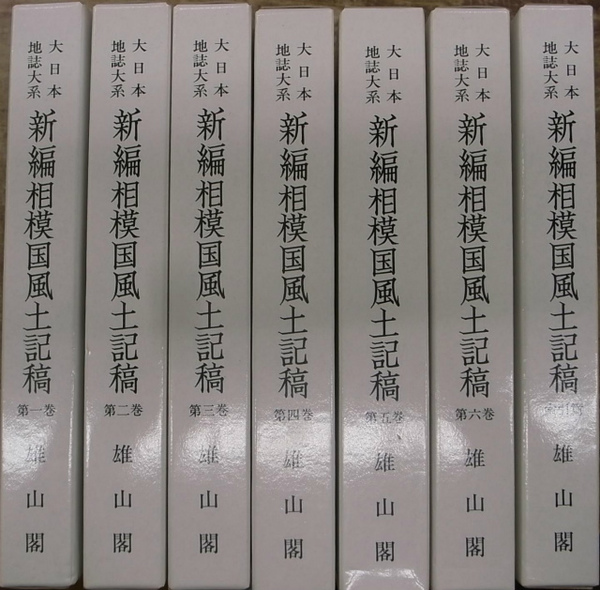 大日本
地誌大系
新編相模国風土記稿
第一巻
雄山閣
大日本
地誌大系
新編相模国風土記稿
第二巻
雄山閣
大日本
地誌大系
新編相模国風土記稿
第三巻
雄山閣
大日本
地誌大系
新編相模国風土記稿
第四巻
雄山閣
大日本
地誌大系
新編相模国風土記稿
第五巻
雄山閣
大日本
地誌大系
新編相模国風土記稿
第六巻
雄山閣
大日本
地誌大系
新編相模国風土記稿
雄山閣